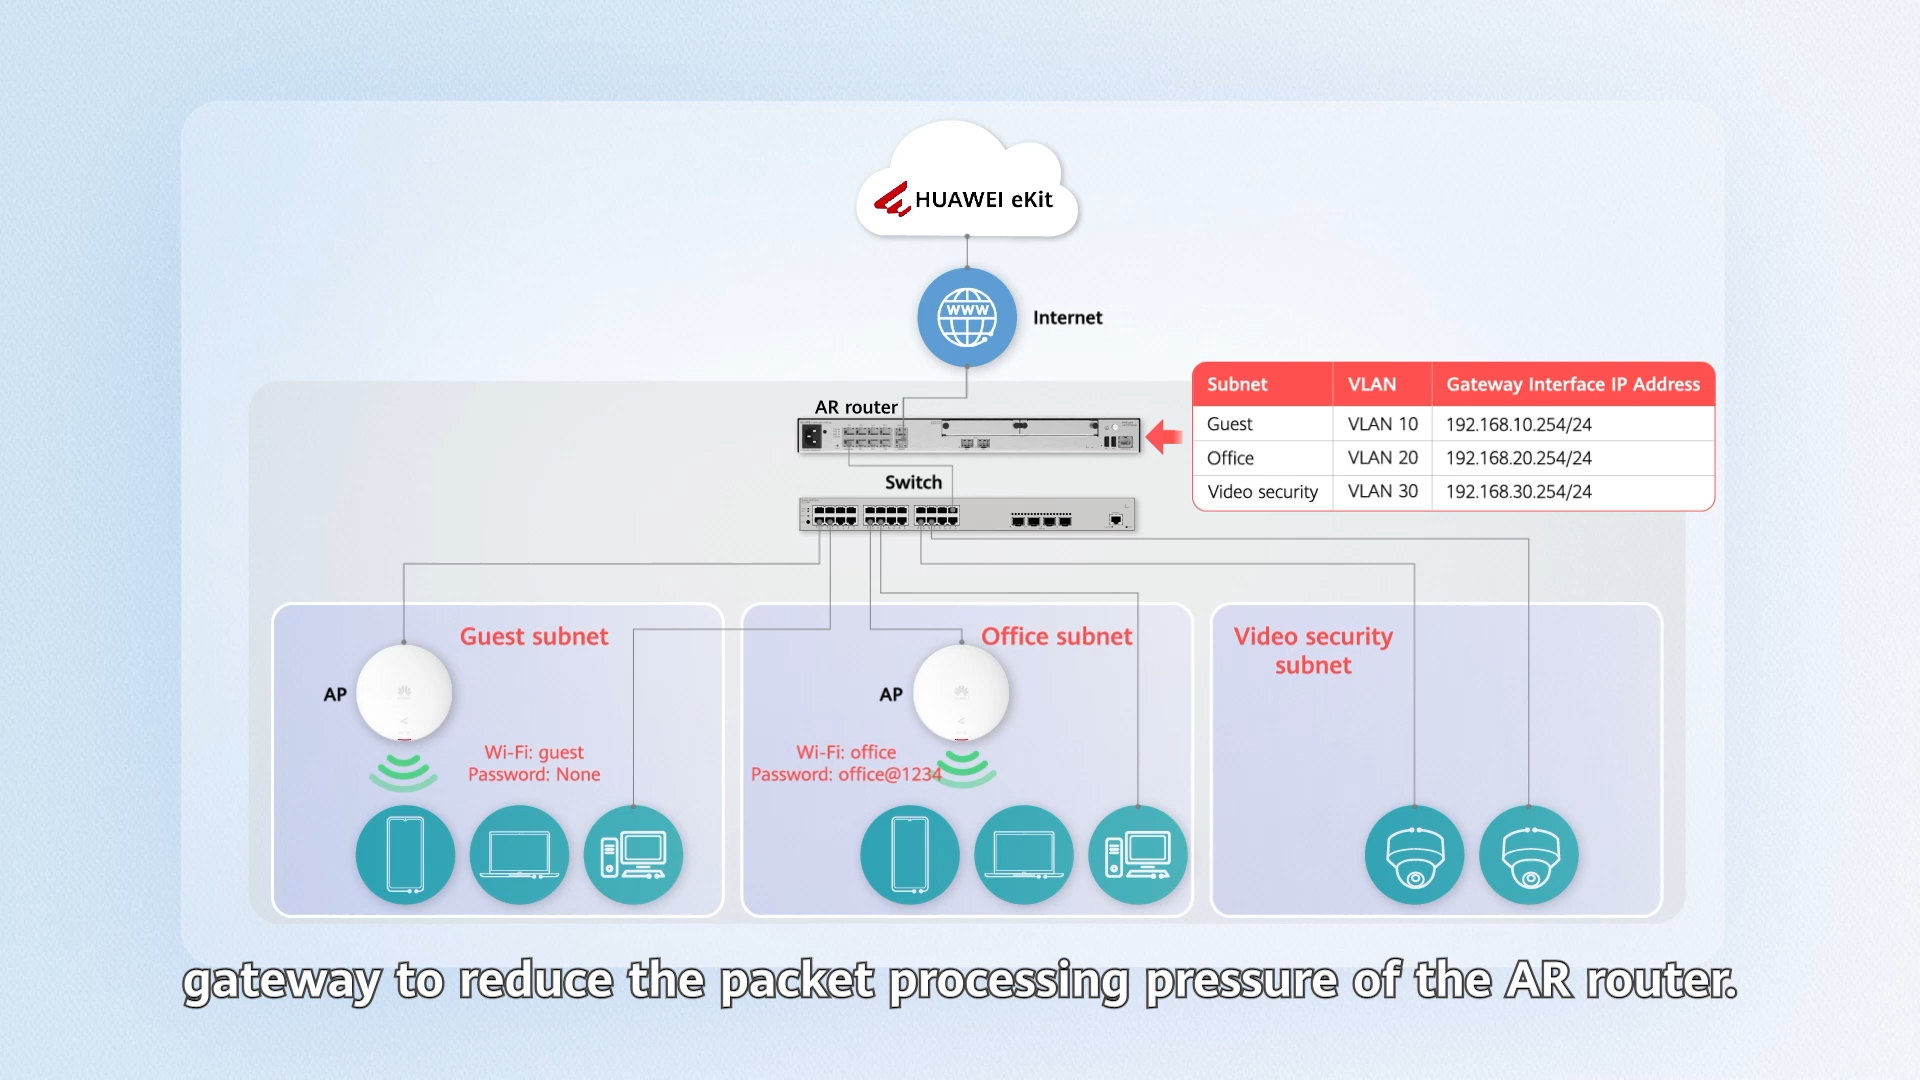 HUAWEI eKit
WWW
Internet
AR router
Subnet VLAN Gateway Interface IP Address
Guest VLAN 10 192.168.10.254/24
Office VLAN 20 192.168.20.254/24
Video security VLAN 30 192.168.30.254/24
Switch
Guest subnet
AP
Wi-Fi: guest
Password: None
Office subnet
AP
Wi-Fi: office
Password: office@1234
Video security
subnet
gateway to reduce the packet processing pressure of the AR router.